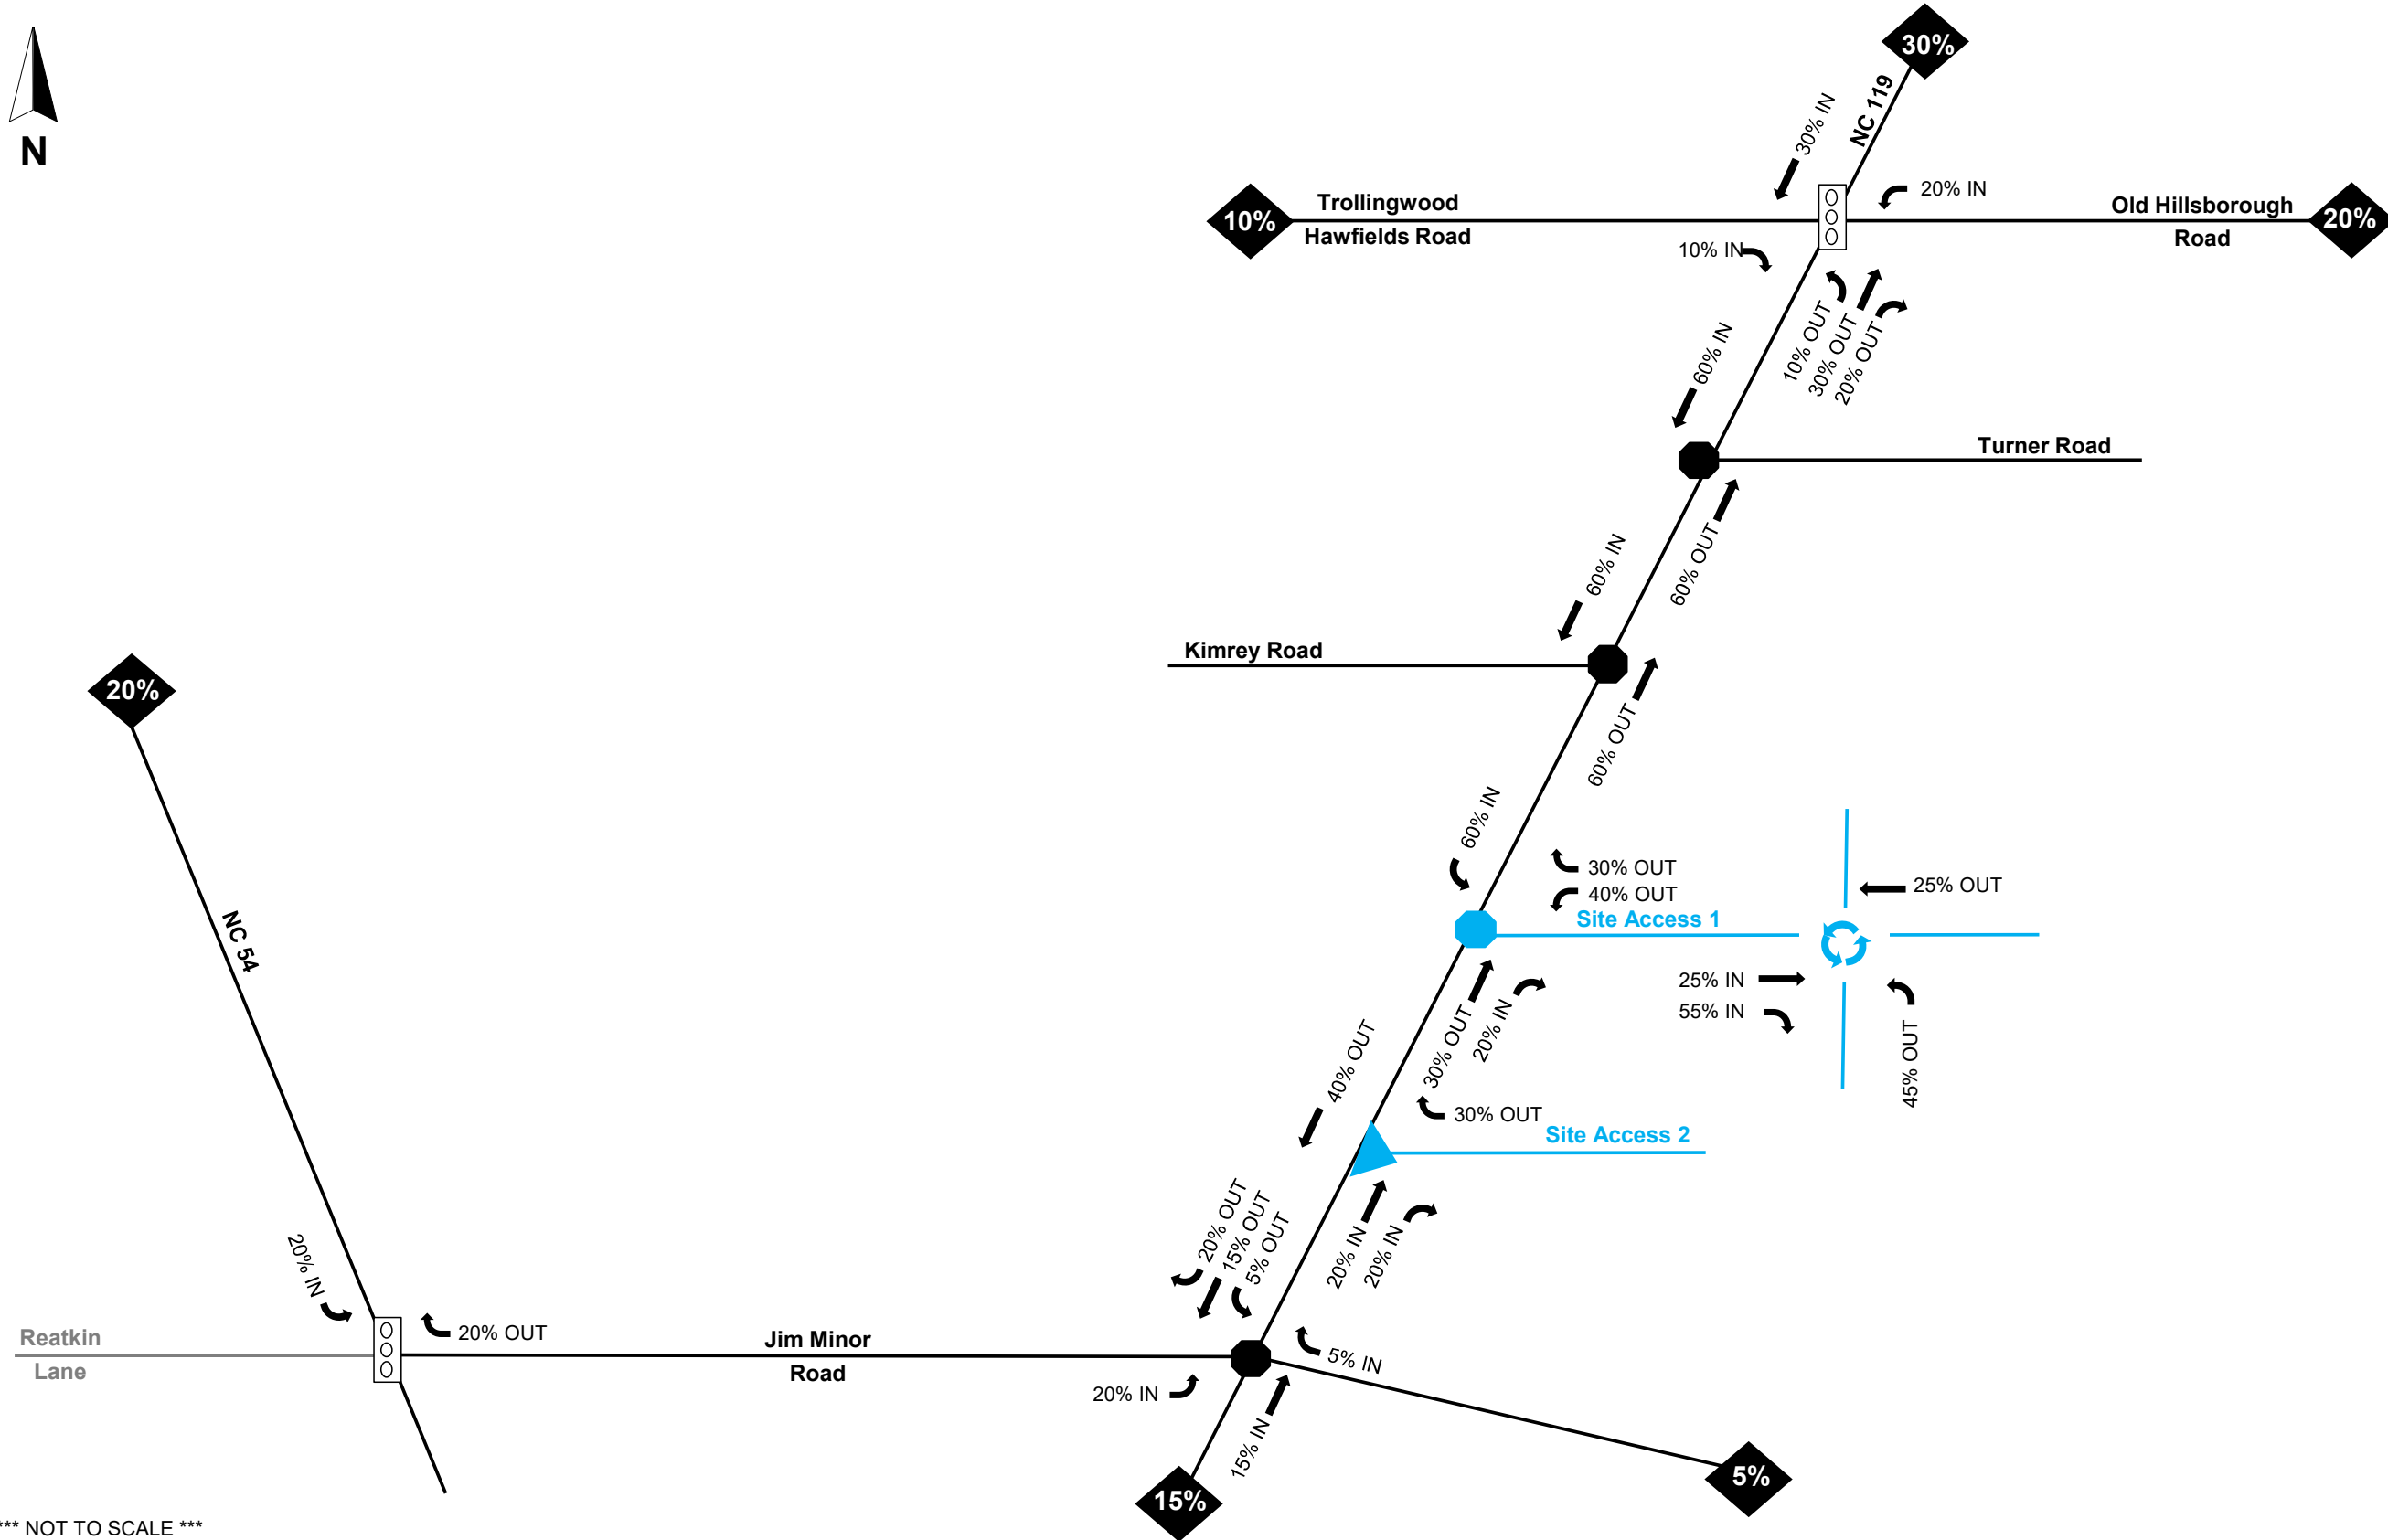 30%
NC 119
N
30% IN
20% IN
Trollingwood
Hawfields Road
10%
Old Hillsborough
Road
20%
10% IN
10% OUT
30% OUT
20% OUT
60% IN
Turner Road
60% OUT
60% IN
Kimrey Road
60% OUT
20%
NC 54
60% IN
30% OUT
40% OUT
Site Access 1
25% OUT
25% IN
55% IN
45% OUT
30% OUT
20% IN
40% OUT
30% OUT
Site Access 2
20% OUT
15% OUT
5% OUT
20% IN
20% IN
20% IN
20% OUT
Reatkin
Lane
Jim Minor
Road
5% IN
20% IN
15% IN
15%
5%
*** NOT TO SCALE ***